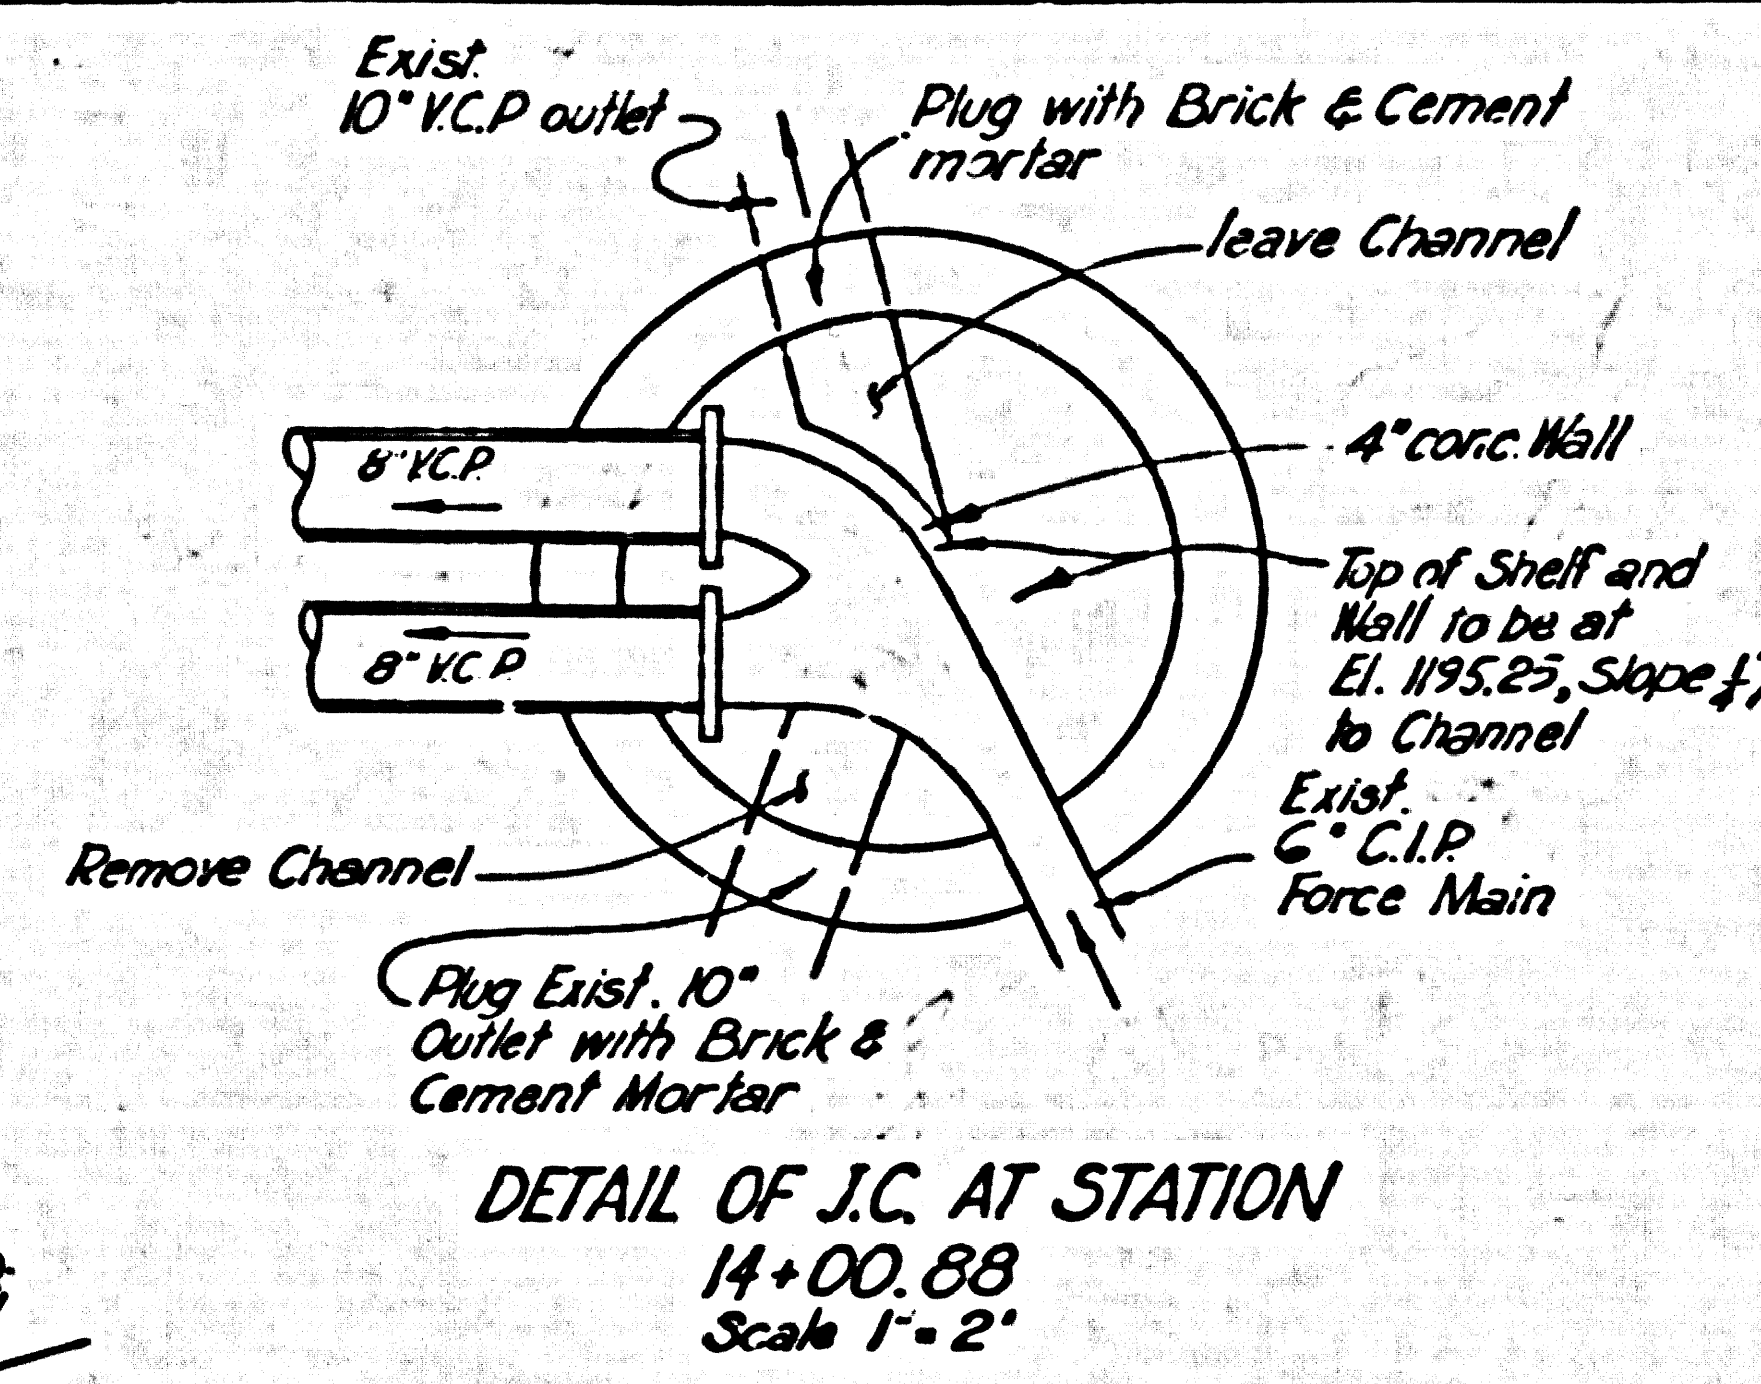 Exist.
10" V.C.P outlet
Plug with Brick & Cement
mortar
leave Channel
8" V.C.P.
4" conc. Wall
Top of Shelf and
Wall to be at
El. 1195.25, Slope
to Channel
8" V.C.P
Exist.
6" C.I.P.
Force Main
Remove Channel
Plug Exist. 10"
Outlet with Brick &
Cement Mortar
DETAIL OF J.C. AT STATION
14+00.88
Scale 1" = 2'